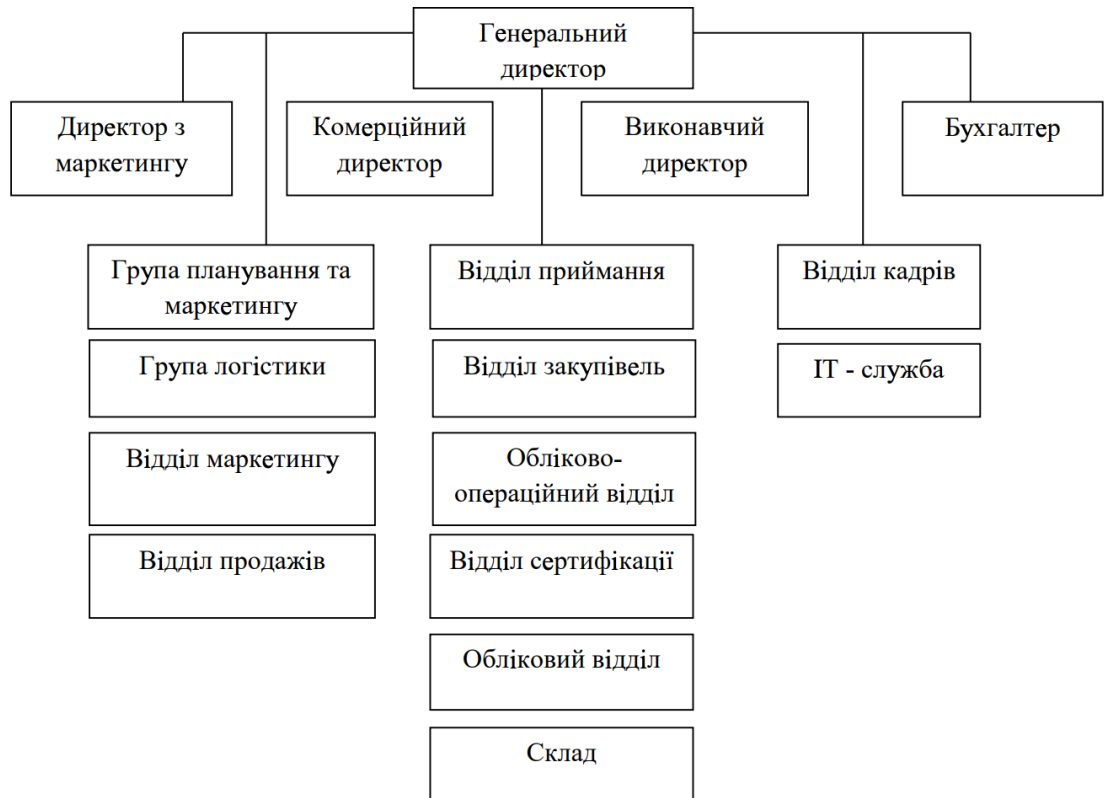 Генеральний
директор
Директор з
маркетингу
Комерційний
директор
Виконавчий
директор
Бухгалтер
Група планування та
маркетингу
Відділ приймання
Відділ кадрів
Група логістики
Відділ закупівель
ІТ - служба
Відділ маркетингу
Обліково-
операційний відділ
Відділ продажів
Відділ сертифікації
Обліковий відділ
Склад